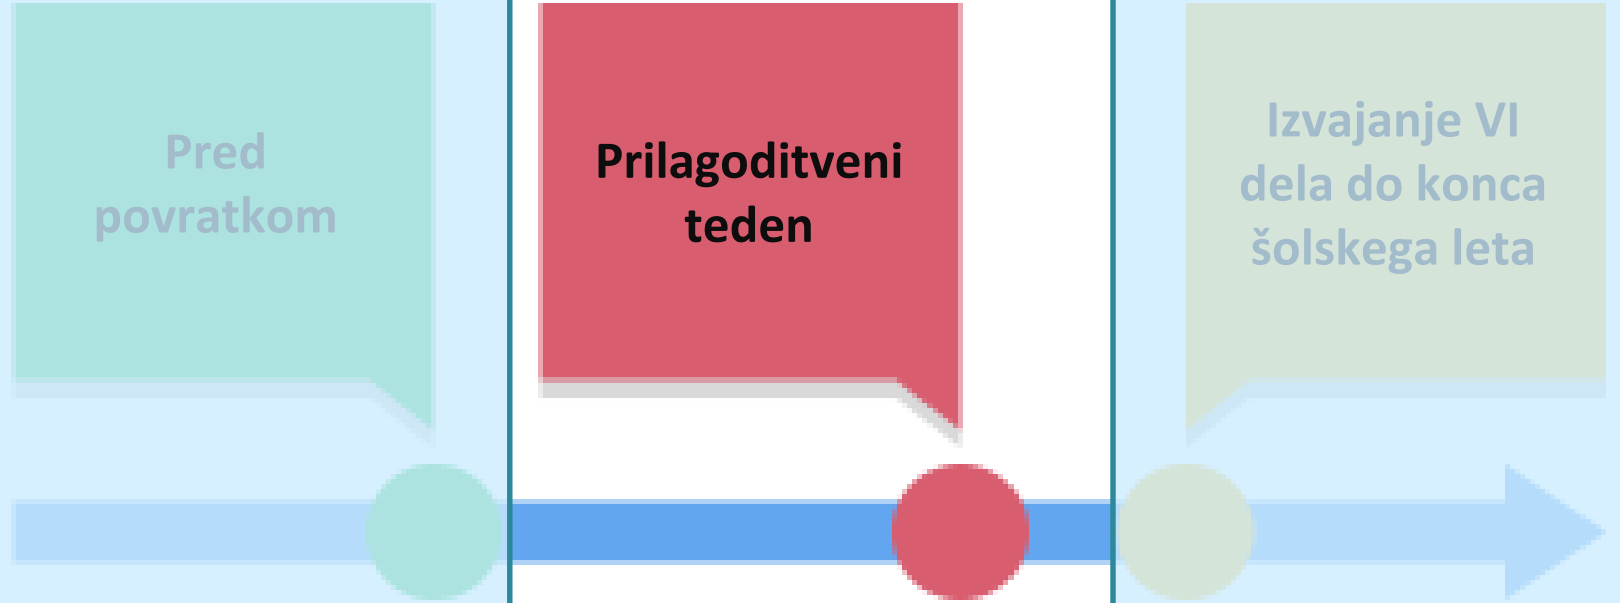 Pred
povratkom
Prilagoditveni
teden
Izvajanje VI
dela do konca
šolskega leta